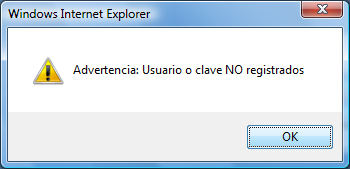 Windows Internet Explorer
Advertencia: Usuario o clave NO registrados
OK